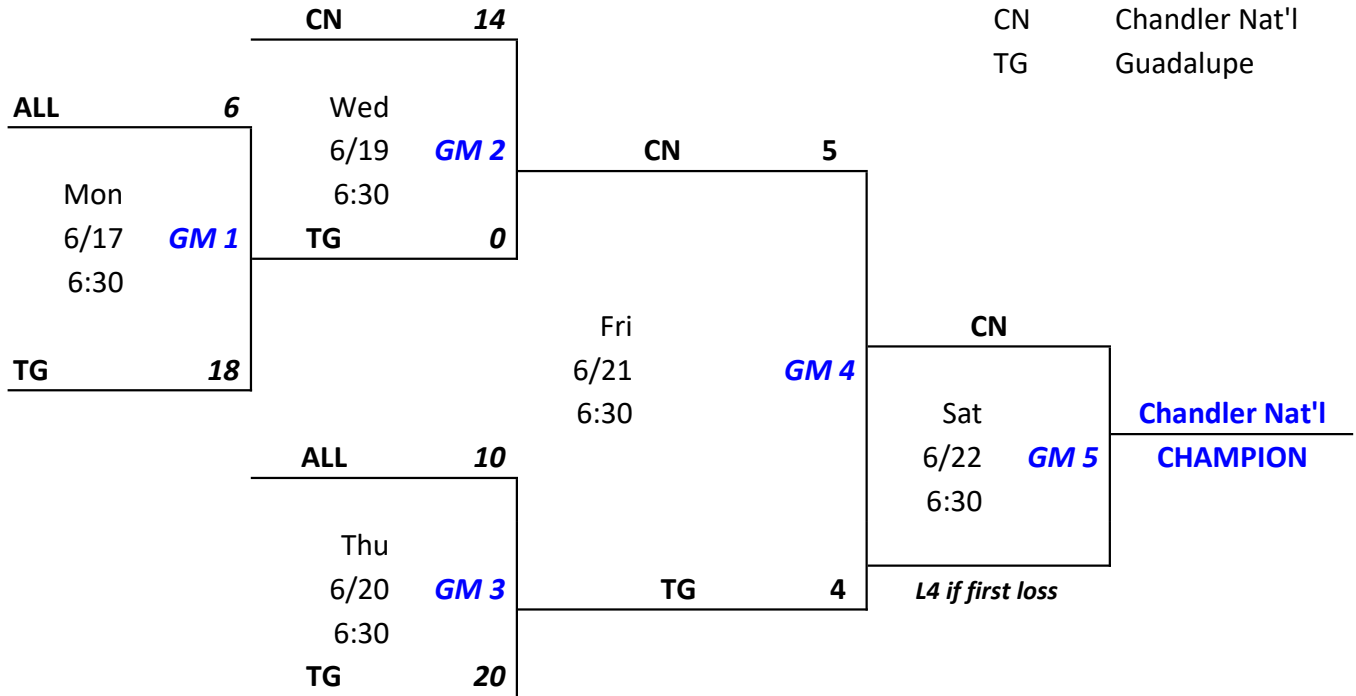 CN 14
CN Chandler Nat'l
TG Guadalupe
ALL 6
Wed
6/19 GM 2
6:30
CN 5
Mon
6/17 GM 1
6:30
TG 0
TG 18
Fri
6/21 GM 4
6:30
CN
Sat
6/22 GM 5
6:30
Chandler Nat'l
CHAMPION
ALL 10
Thu
6/20 GM 3
6:30
TG 4
L4 if first loss
TG 20